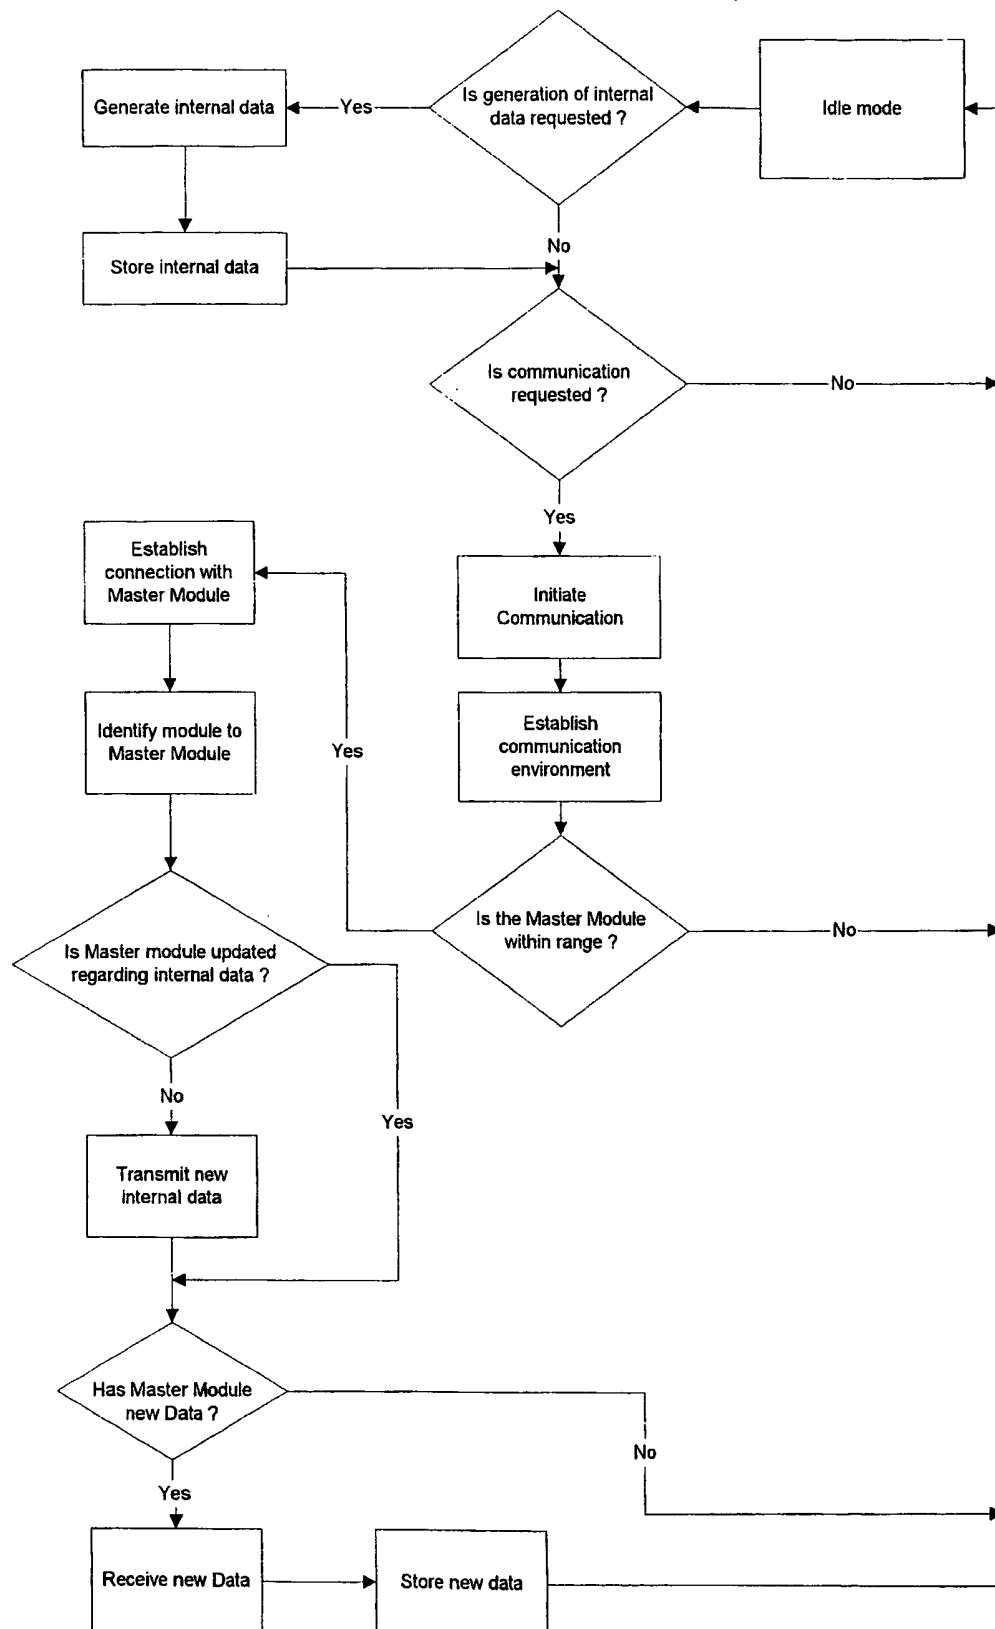 Is generation of internal
data requested ?
Idle mode
Generate internal data
Yes
No
Store internal data
Is communication
requested ?
No
Yes
Initiate
Communication
Establish
connection with
Master Module
Establish
communication
environment
Identify module to
Master Module
Yes
Is the Master Module
within range ?
No
Is Master module updated
regarding internal data ?
No
Yes
Transmit new
internal data
Has Master Module
new Data ?
No
Yes
Receive new Data
Store new data